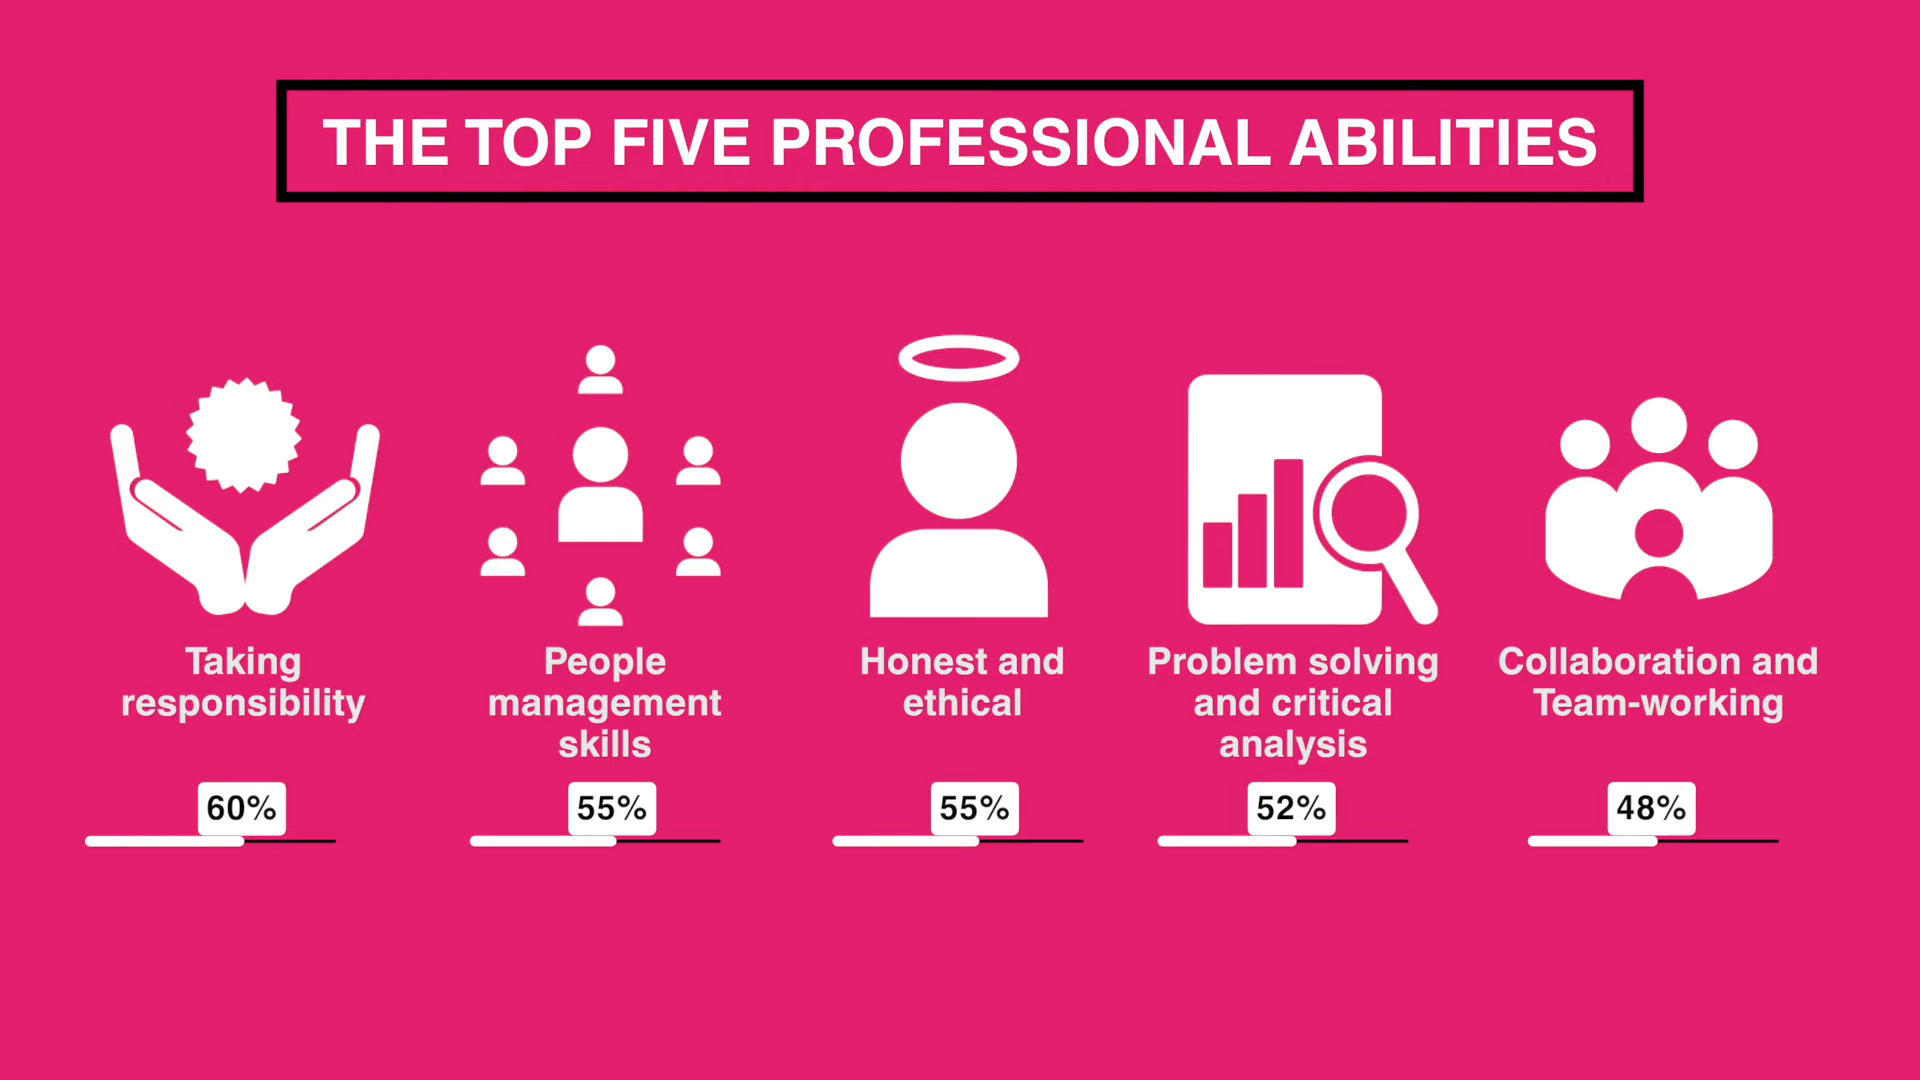 THE TOP FIVE PROFESSIONAL ABILITIES
Taking
responsibility
60%
People
management
skills
55%
Honest and
ethical
55%
Problem solving
and critical
analysis
52%
Collaboration and
Team-working
48%